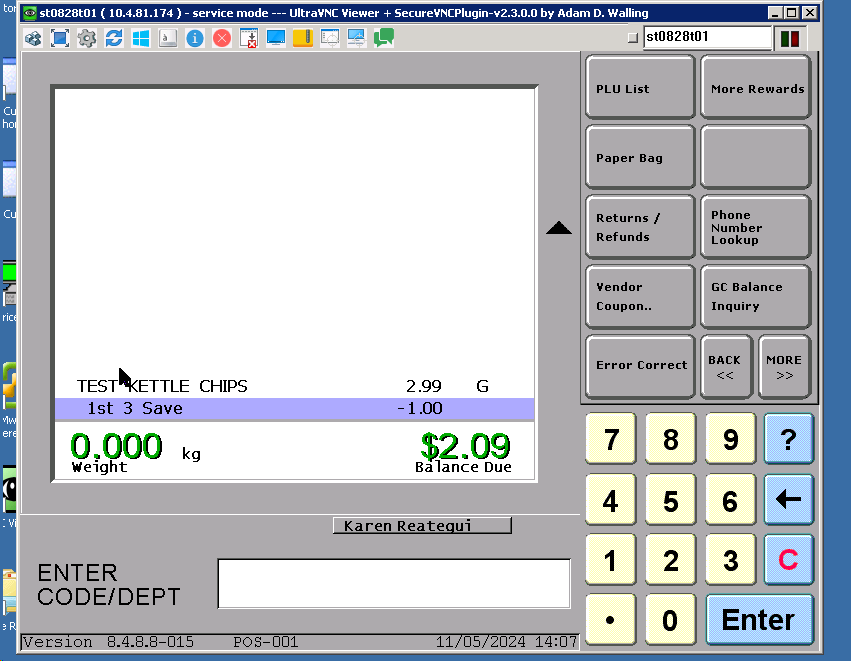 st0828t01 ( 10.4.81.174 ) - service mode --- UltraVNC Viewer + SecureVNCPlugin-v2.3.0.0 by Adam D. Walling
st0828t01
PLU List
More Rewards
Paper Bag
Returns /
Refunds
Phone
Number
Lookup
Vendor
Coupon..
GC Balance
Inquiry
Error Correct
BACK
<<
MORE
>>
TEST KETTLE CHIPS 2.99 G
1st 3 Save -1.00
0.000 kg $2.09
Weight Balance Due
Karen Reategui
ENTER
CODE/DEPT
7 8 9 ?
4 5 6 ←
1 2 3 C
. 0 Enter
Version 8.4.8.8-015 POS-001 11/05/2024 14:07